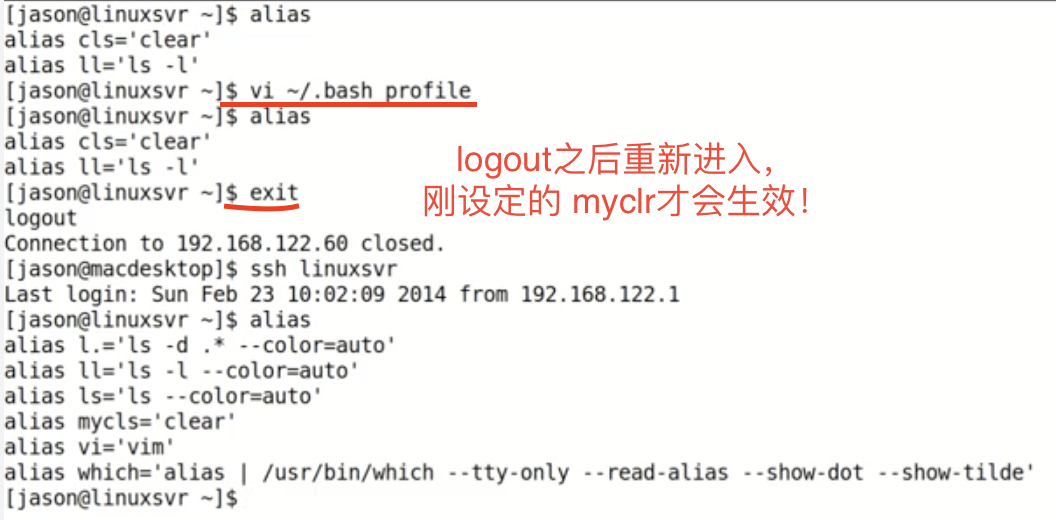 [jason@linuxsvr ~]$ alias
alias cls='clear'
alias ll='ls -l'
[jason@linuxsvr ~]$ vi ~/.bash profile
[jason@linuxsvr ~]$ alias
alias cls='clear'
alias ll='ls -l'
logout之后重新进入，
刚设定的 myclr才会生效！
[jason@linuxsvr ~]$ exit
logout
Connection to 192.168.122.60 closed.
[jason@macdesktop]$ ssh linuxsvr
Last login: Sun Feb 23 10:02:09 2014 from 192.168.122.1
[jason@linuxsvr ~]$ alias
alias l.='ls -d .* --color=auto'
alias ll='ls -l --color=auto'
alias ls='ls --color=auto'
alias mycls='clear'
alias vi='vim'
alias which='alias | /usr/bin/which --tty-only --read-alias --show-dot --show-tilde'
[jason@linuxsvr ~]$